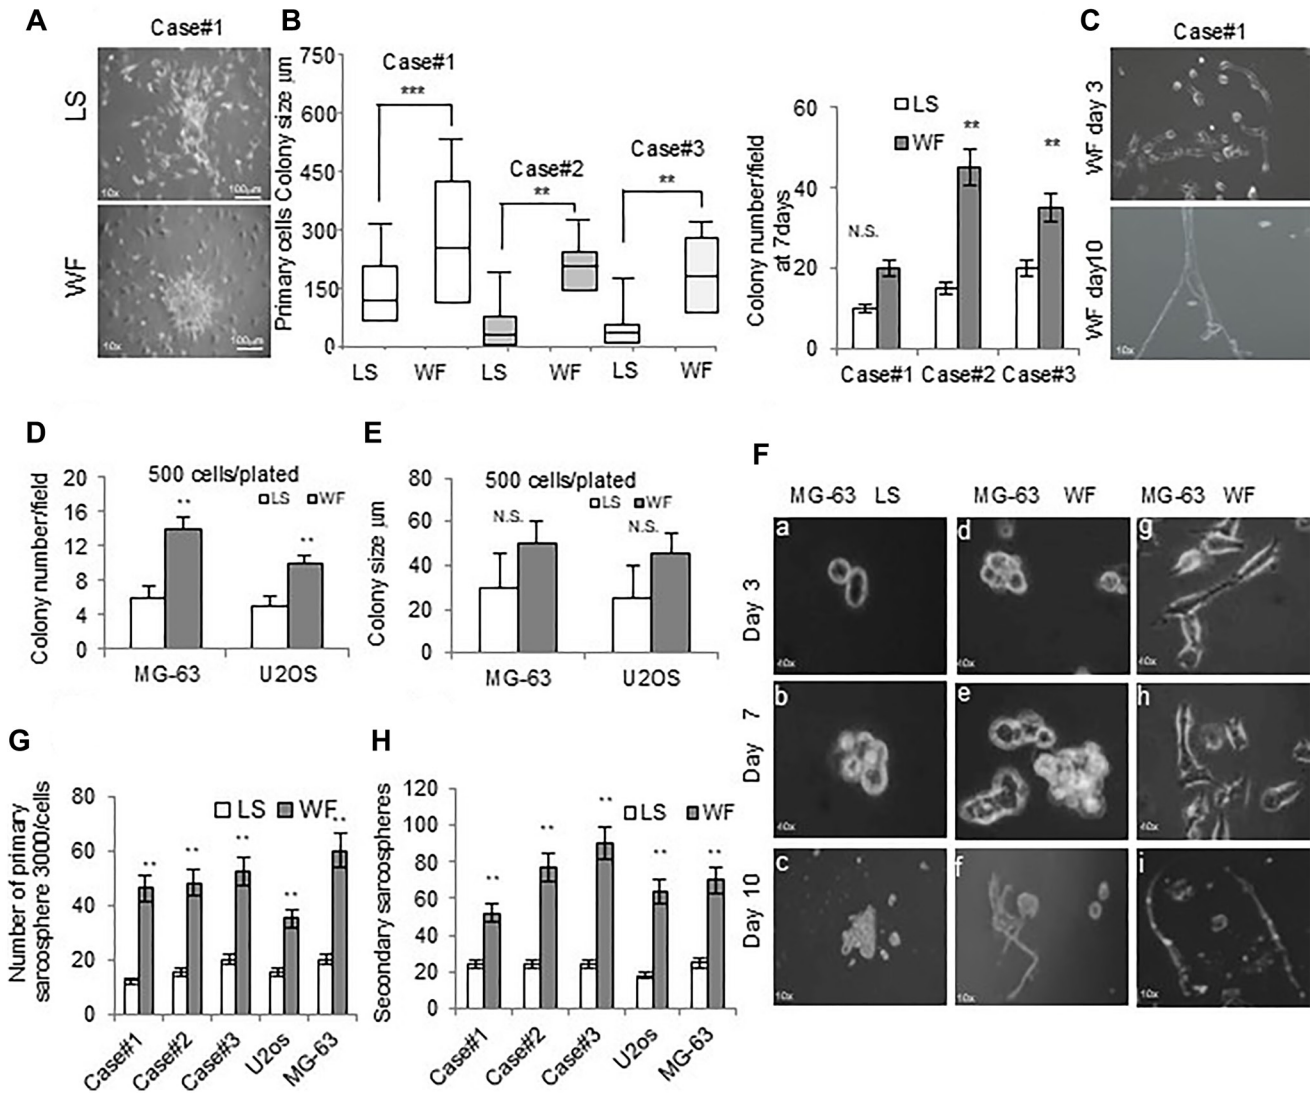 A
Case#1
LS
10x
100µm
WF
10x
100µm
B
Primary cells Colony size µm
750
600
450
300
150
0
Case#1
***
Case#2
**
Case#3
**
LS WF LS WF LS WF
Colony number/field
at 7days
60
40
20
0
LS
WF
N.S.
**
**
Case#1 Case#2 Case#3
C
Case#1
WF day 3
WF day10
10x
D
500 cells/plated
Colony number/field
20
16
12
8
4
0
LS WF
**
**
MG-63 U2OS
E
500 cells/plated
Colony size µm
80
60
40
20
0
LS WF
N.S.
N.S.
MG-63 U2OS
F
MG-63 LS MG-63 WF MG-63 WF
Day 3
a
40x
d
40x
g
40x
Day 7
b
40x
e
40x
h
40x
Day 10
c
10x
f
10x
i
10x
G
Number of primary
sarcosphere 3000/cells
80
60
40
20
0
LS WF
**
**
**
**
**
Case#1 Case#2 Case#3 U2os MG-63
H
Secondary sarcospheres
120
100
80
60
40
20
0
LS WF
**
**
**
**
**
Case#1 Case#2 Case#3 U2os MG-63